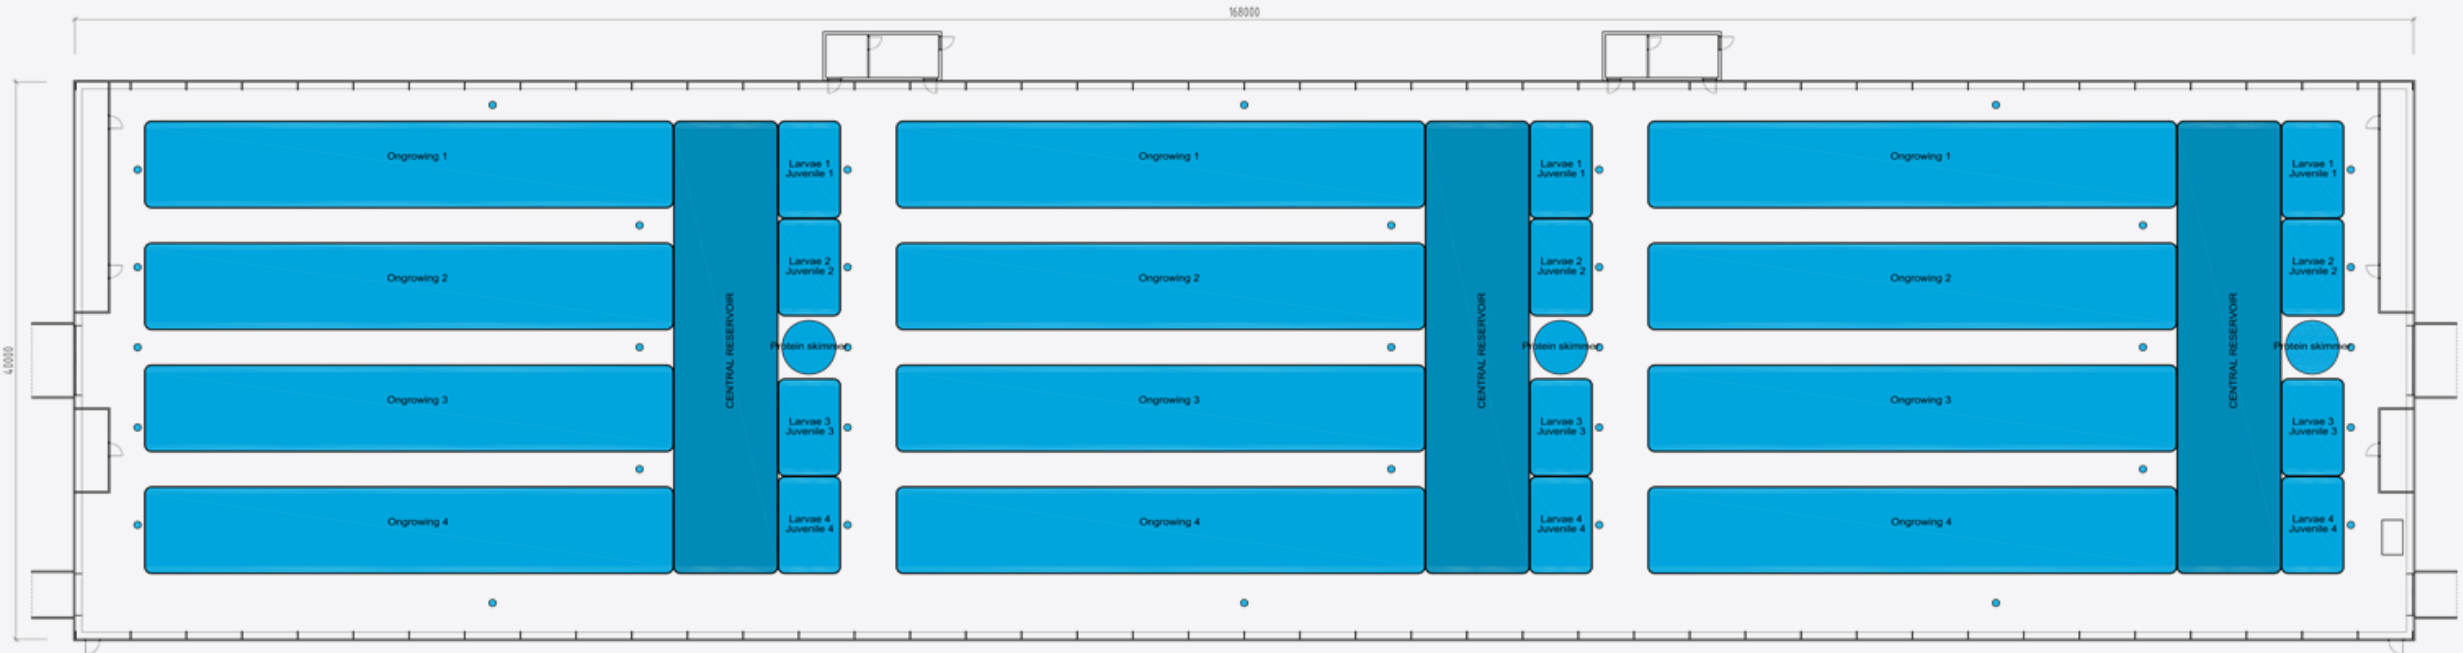 168000
40000
Ongrowing 1
Larvae 1
Juvenile 1
Ongrowing 2
Larvae 2
Juvenile 2
CENTRAL RESERVOIR
Protein skimmer
Ongrowing 3
Larvae 3
Juvenile 3
Ongrowing 4
Larvae 4
Juvenile 4
Ongrowing 1
Larvae 1
Juvenile 1
Ongrowing 2
Larvae 2
Juvenile 2
CENTRAL RESERVOIR
Protein skimmer
Ongrowing 3
Larvae 3
Juvenile 3
Ongrowing 4
Larvae 4
Juvenile 4
Ongrowing 1
Larvae 1
Juvenile 1
Ongrowing 2
Larvae 2
Juvenile 2
CENTRAL RESERVOIR
Protein skimmer
Ongrowing 3
Larvae 3
Juvenile 3
Ongrowing 4
Larvae 4
Juvenile 4